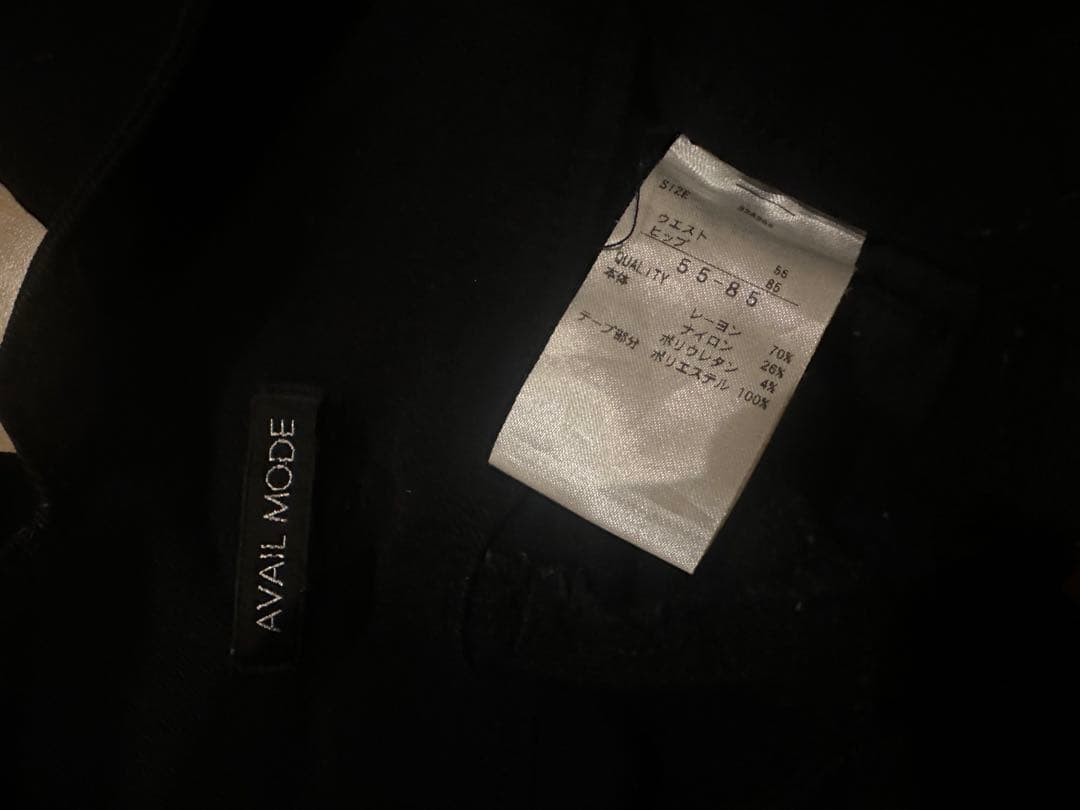 SIZE
ウエスト 55
ヒップ 85
55-85
QUALITY
本体 レーヨン 70%
ナイロン 26%
ポリウレタン 4%
テープ部分 ポリエステル 100%
AVAIL MODE